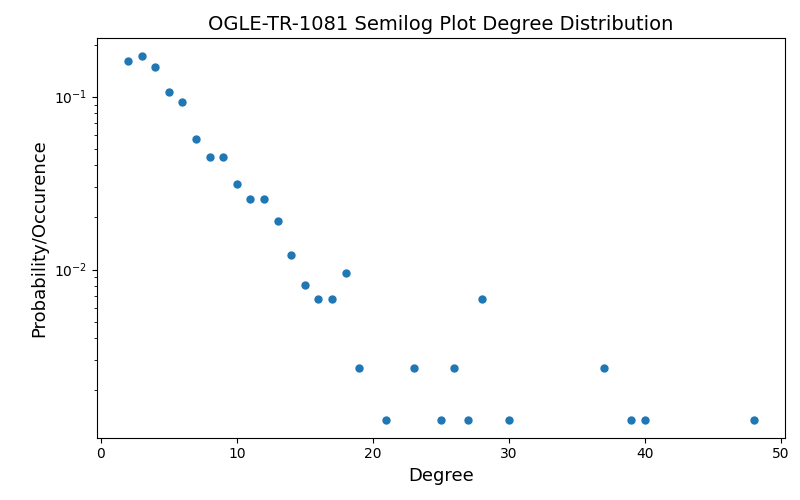 OGLE-TR-1081 Semilog Plot Degree Distribution
Probability/Occurence
10⁻¹
10⁻²
0 10 20 30 40 50
Degree